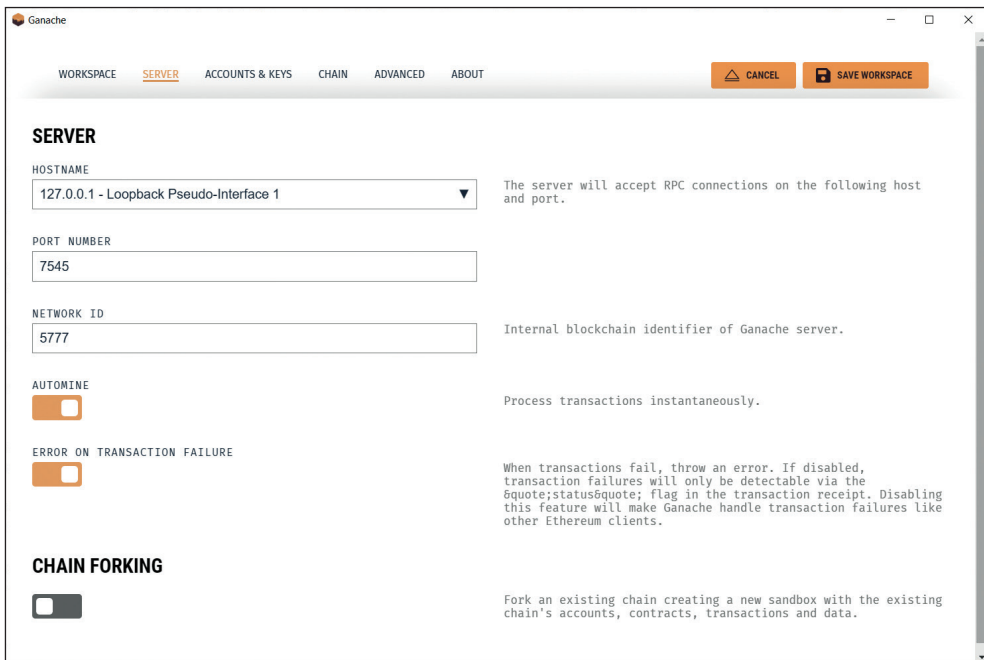 Ganache
WORKSPACE SERVER ACCOUNTS & KEYS CHAIN ADVANCED ABOUT CANCEL SAVE WORKSPACE
SERVER
HOSTNAME
127.0.0.1 - Loopback Pseudo-Interface 1
The server will accept RPC connections on the following host
and port.
PORT NUMBER
7545
NETWORK ID
5777
Internal blockchain identifier of Ganache server.
AUTOMINE
Process transactions instantaneously.
ERROR ON TRANSACTION FAILURE
When transactions fail, throw an error. If disabled,
transaction failures will only be detectable via the
&quote;status&quote; flag in the transaction receipt. Disabling
this feature will make Ganache handle transaction failures like
other Ethereum clients.
CHAIN FORKING
Fork an existing chain creating a new sandbox with the existing
chain's accounts, contracts, transactions and data.